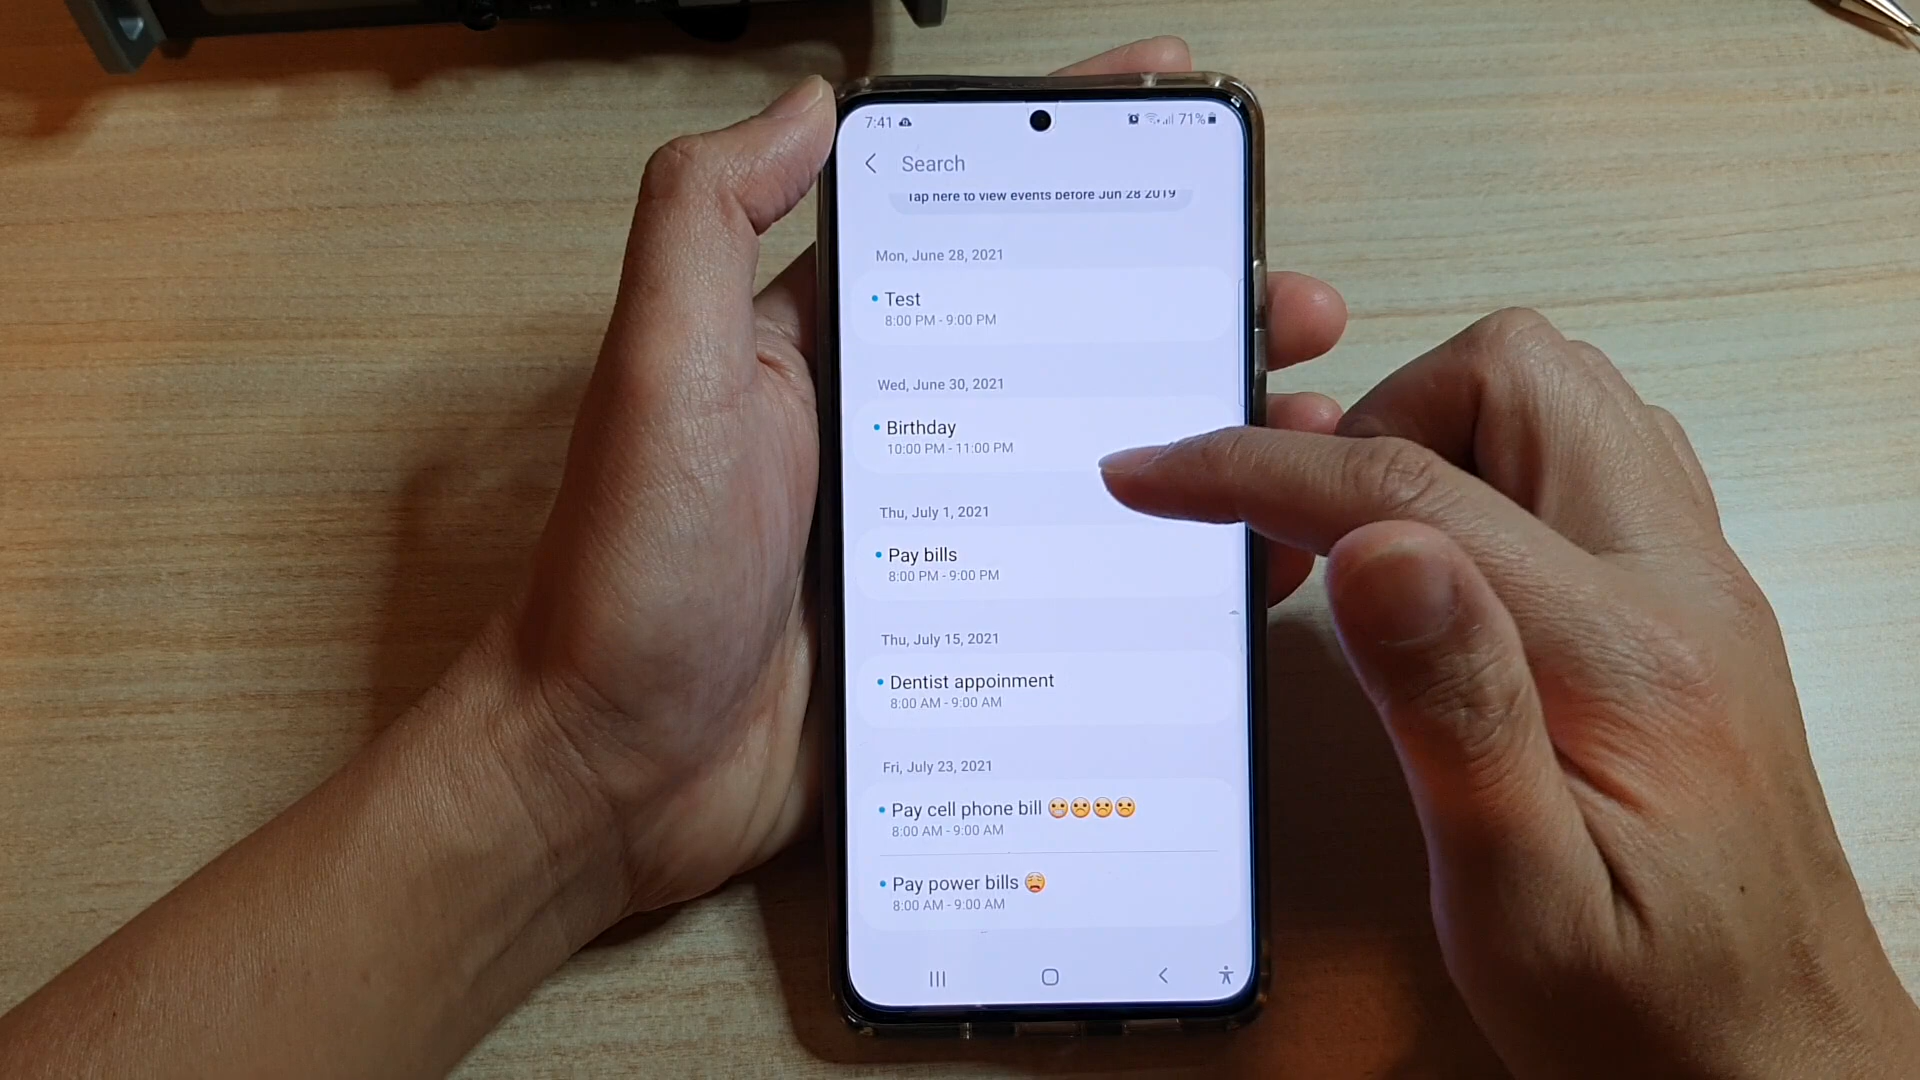 7:41 71%
Search
Tap here to view events before Jun 28 2019
Mon, June 28, 2021
Test
8:00 PM - 9:00 PM
Wed, June 30, 2021
Birthday
10:00 PM - 11:00 PM
Thu, July 1, 2021
Pay bills
8:00 PM - 9:00 PM
Thu, July 15, 2021
Dentist appoinment
8:00 AM - 9:00 AM
Fri, July 23, 2021
Pay cell phone bill 😬☹️☹️☹️
8:00 AM - 9:00 AM
Pay power bills 😩
8:00 AM - 9:00 AM